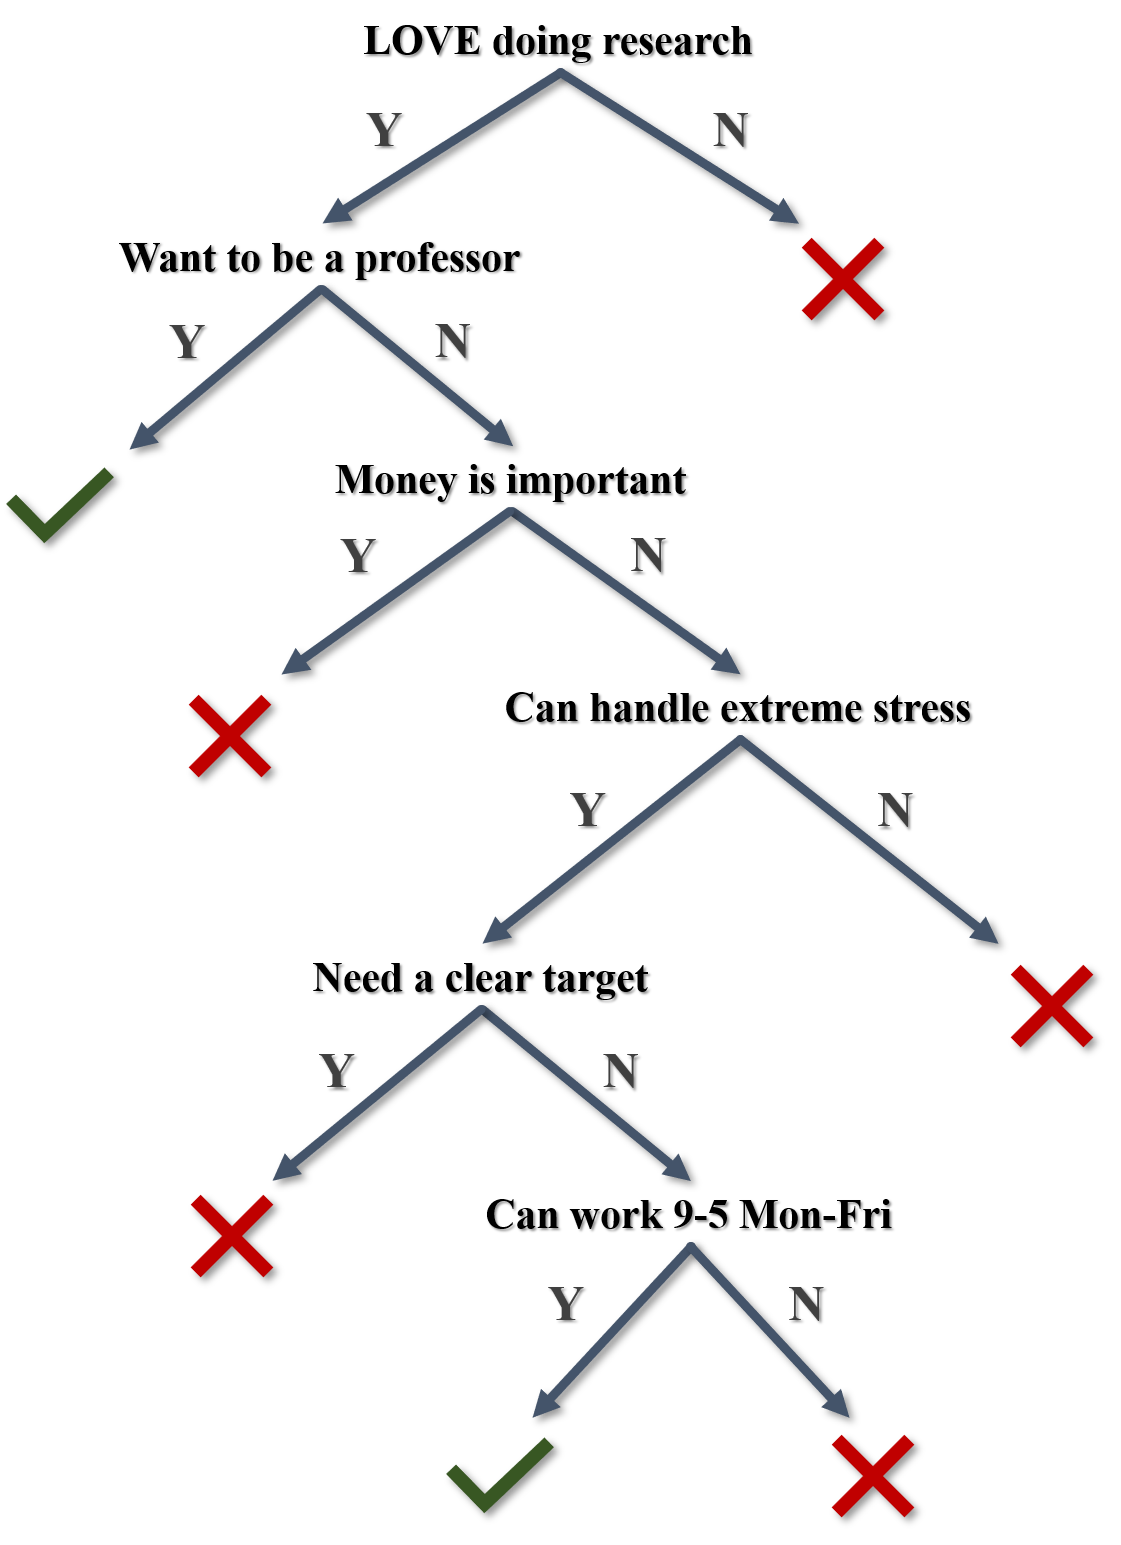 LOVE doing research
Y
N
Want to be a professor
Y
N
Money is important
Y
N
Can handle extreme stress
Y
N
Need a clear target
Y
N
Can work 9-5 Mon-Fri
Y
N